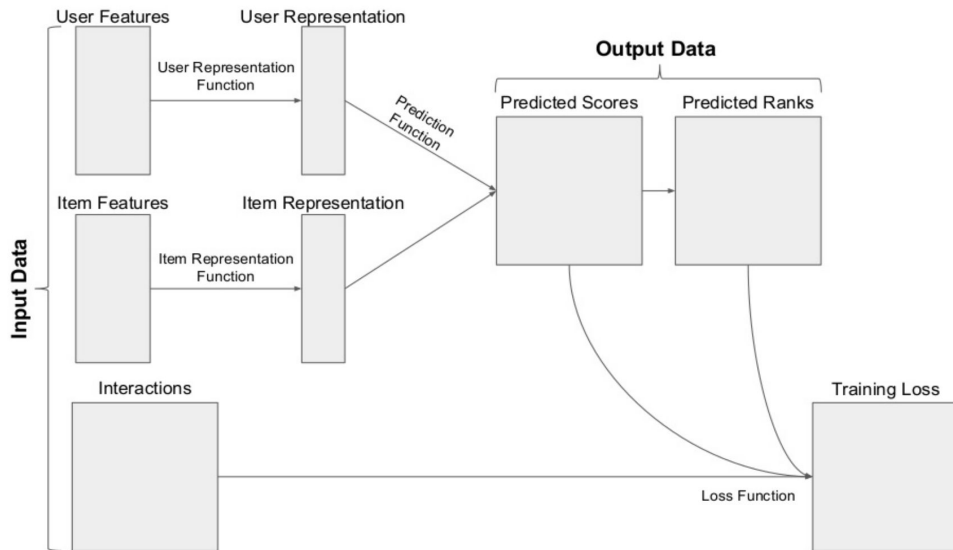 User Features
User Representation
Output Data
User Representation
Function
Prediction
Function
Predicted Scores
Predicted Ranks
Item Features
Item Representation
Input Data
Item Representation
Function
Interactions
Training Loss
Loss Function